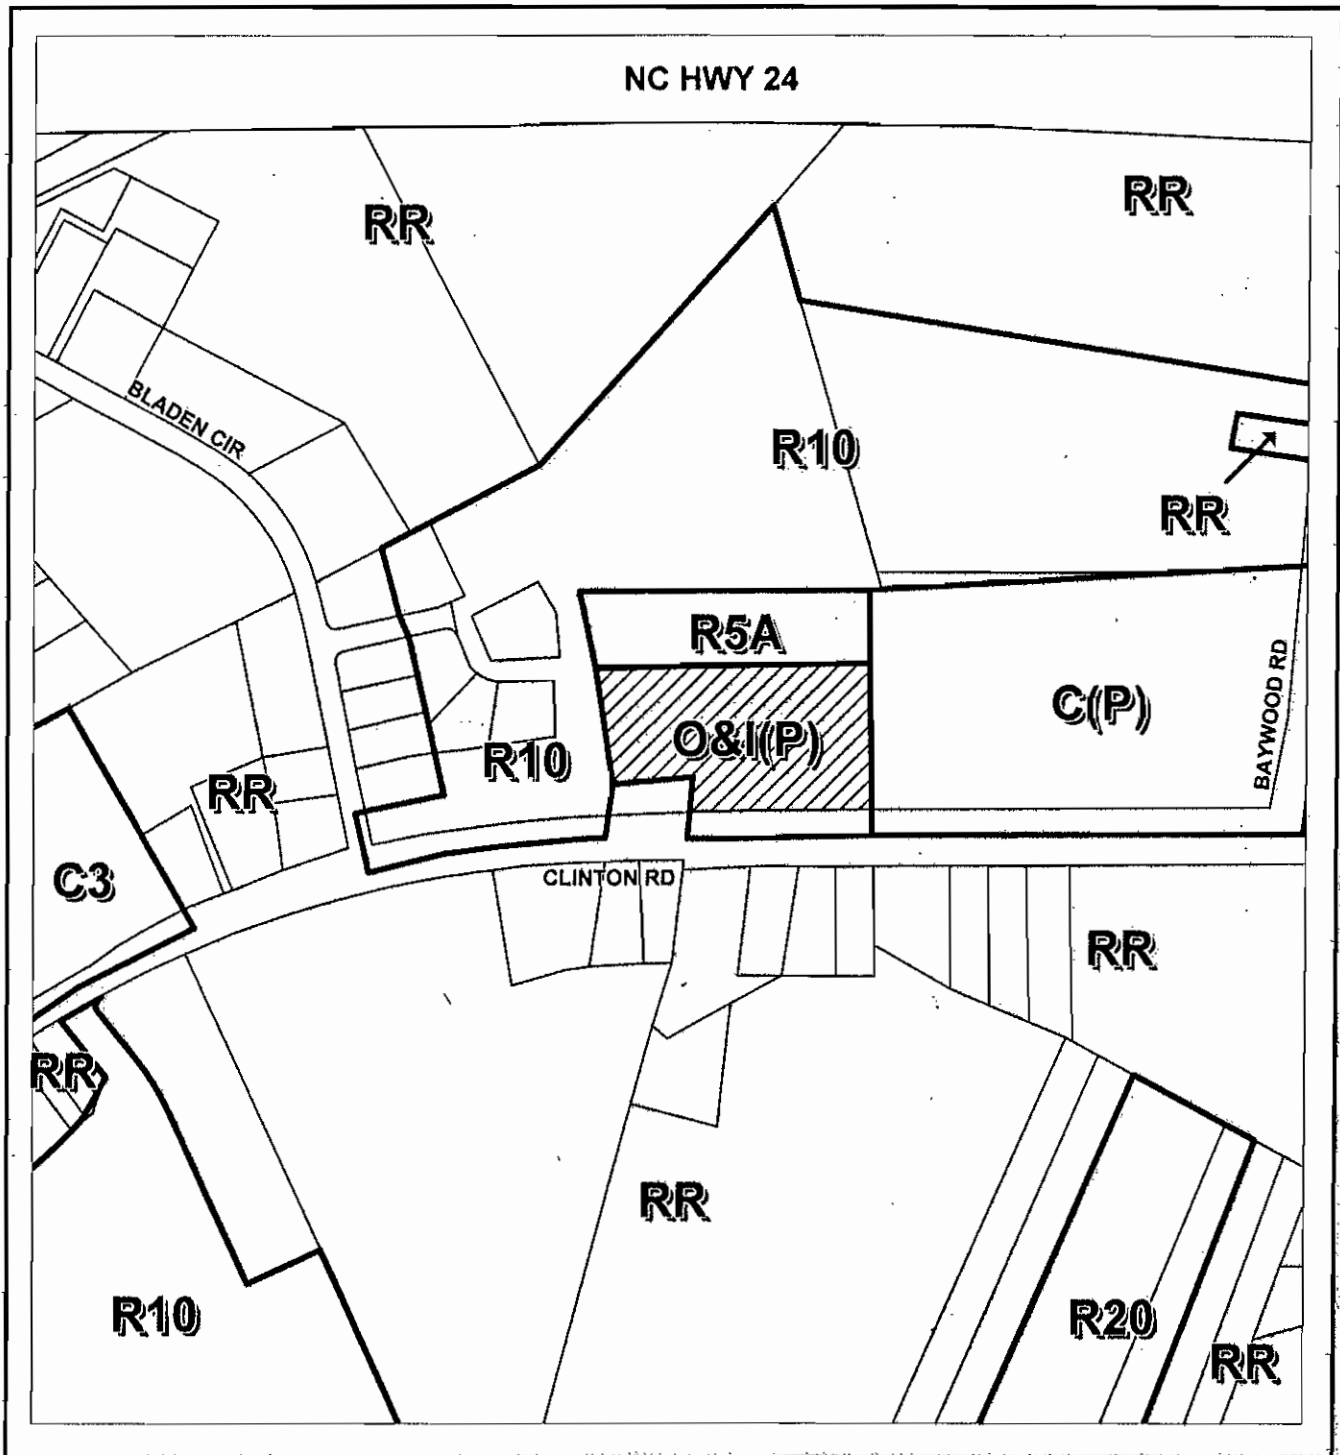 NC HWY 24
RR
RR
BLADEN CIR
R10
RR
R5A
C(P)
O&I(P)
BAYWOOD RD
R10
RR
C3
CLINTON RD
RR
RR
RR
R10
R20
RR